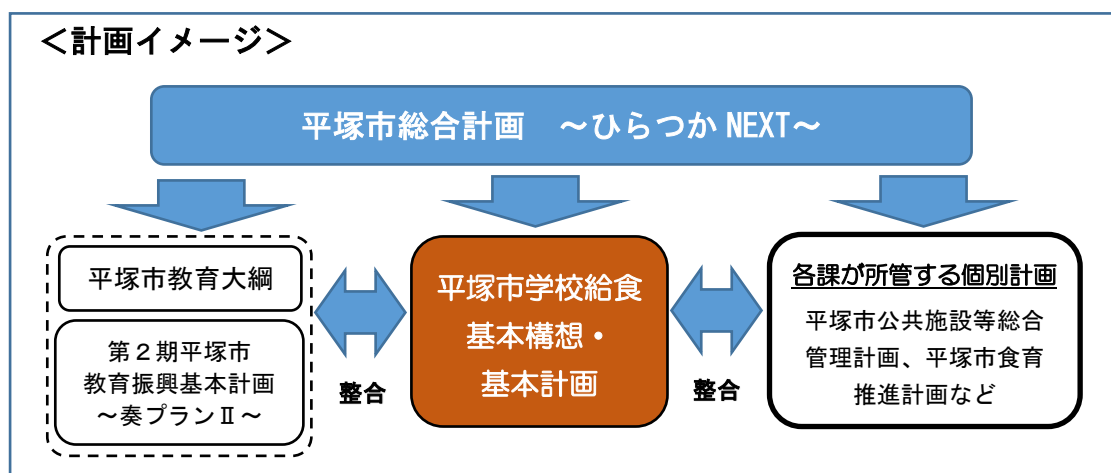 ＜計画イメージ＞
平塚市総合計画　～ひらつか NEXT～
平塚市教育大綱
第２期平塚市
教育振興基本計画
～奏プランⅡ～
整合
平塚市学校給食
基本構想・
基本計画
整合
各課が所管する個別計画
平塚市公共施設等総合
管理計画、平塚市食育
推進計画など